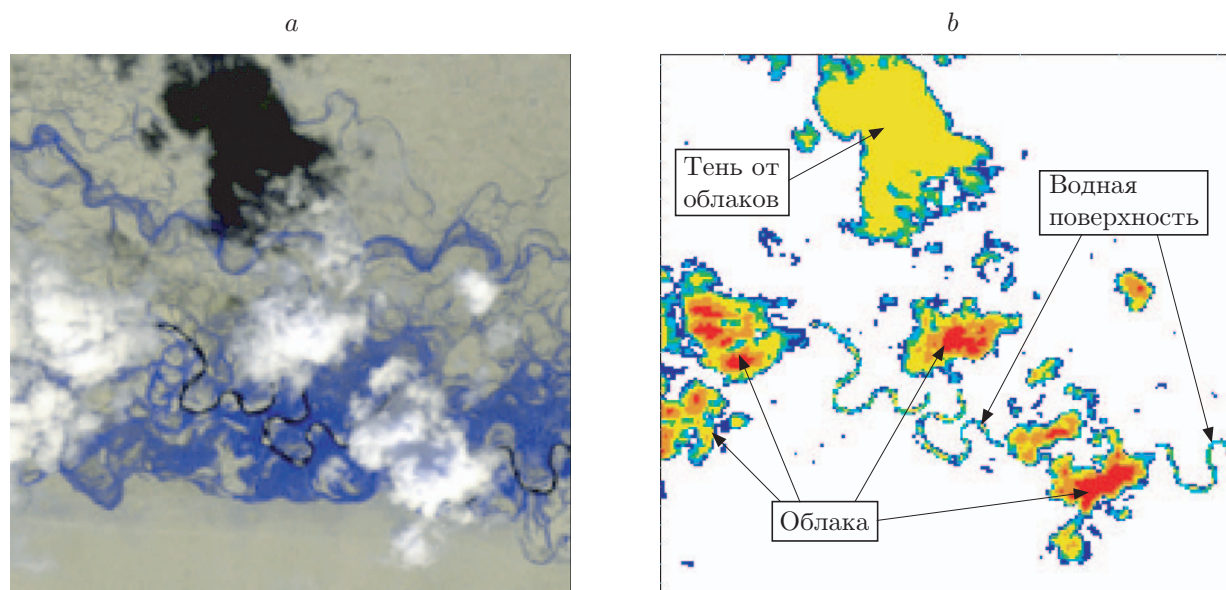 a
b
Тень от
облаков
Водная
поверхность
Облака